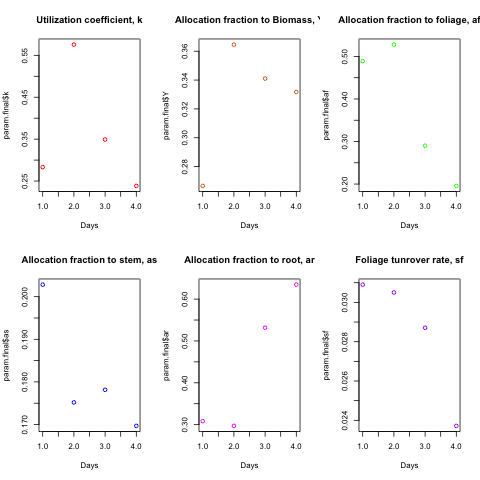 Utilization coefficient, k
param.final$k
0.25
0.35
0.45
0.55
1.0
2.0
3.0
4.0
Days
Allocation fraction to Biomass,
param.final$Y
0.28
0.30
0.32
0.34
0.36
1.0
2.0
3.0
4.0
Days
Allocation fraction to foliage, af
param.final$af
0.20
0.30
0.40
0.50
1.0
2.0
3.0
4.0
Days
Allocation fraction to stem, as
param.final$as
0.170
0.180
0.190
0.200
1.0
2.0
3.0
4.0
Days
Allocation fraction to root, ar
param.final$ar
0.30
0.40
0.50
0.60
1.0
2.0
3.0
4.0
Days
Foliage tunrover rate, sf
param.final$sf
0.024
0.026
0.028
0.030
1.0
2.0
3.0
4.0
Days